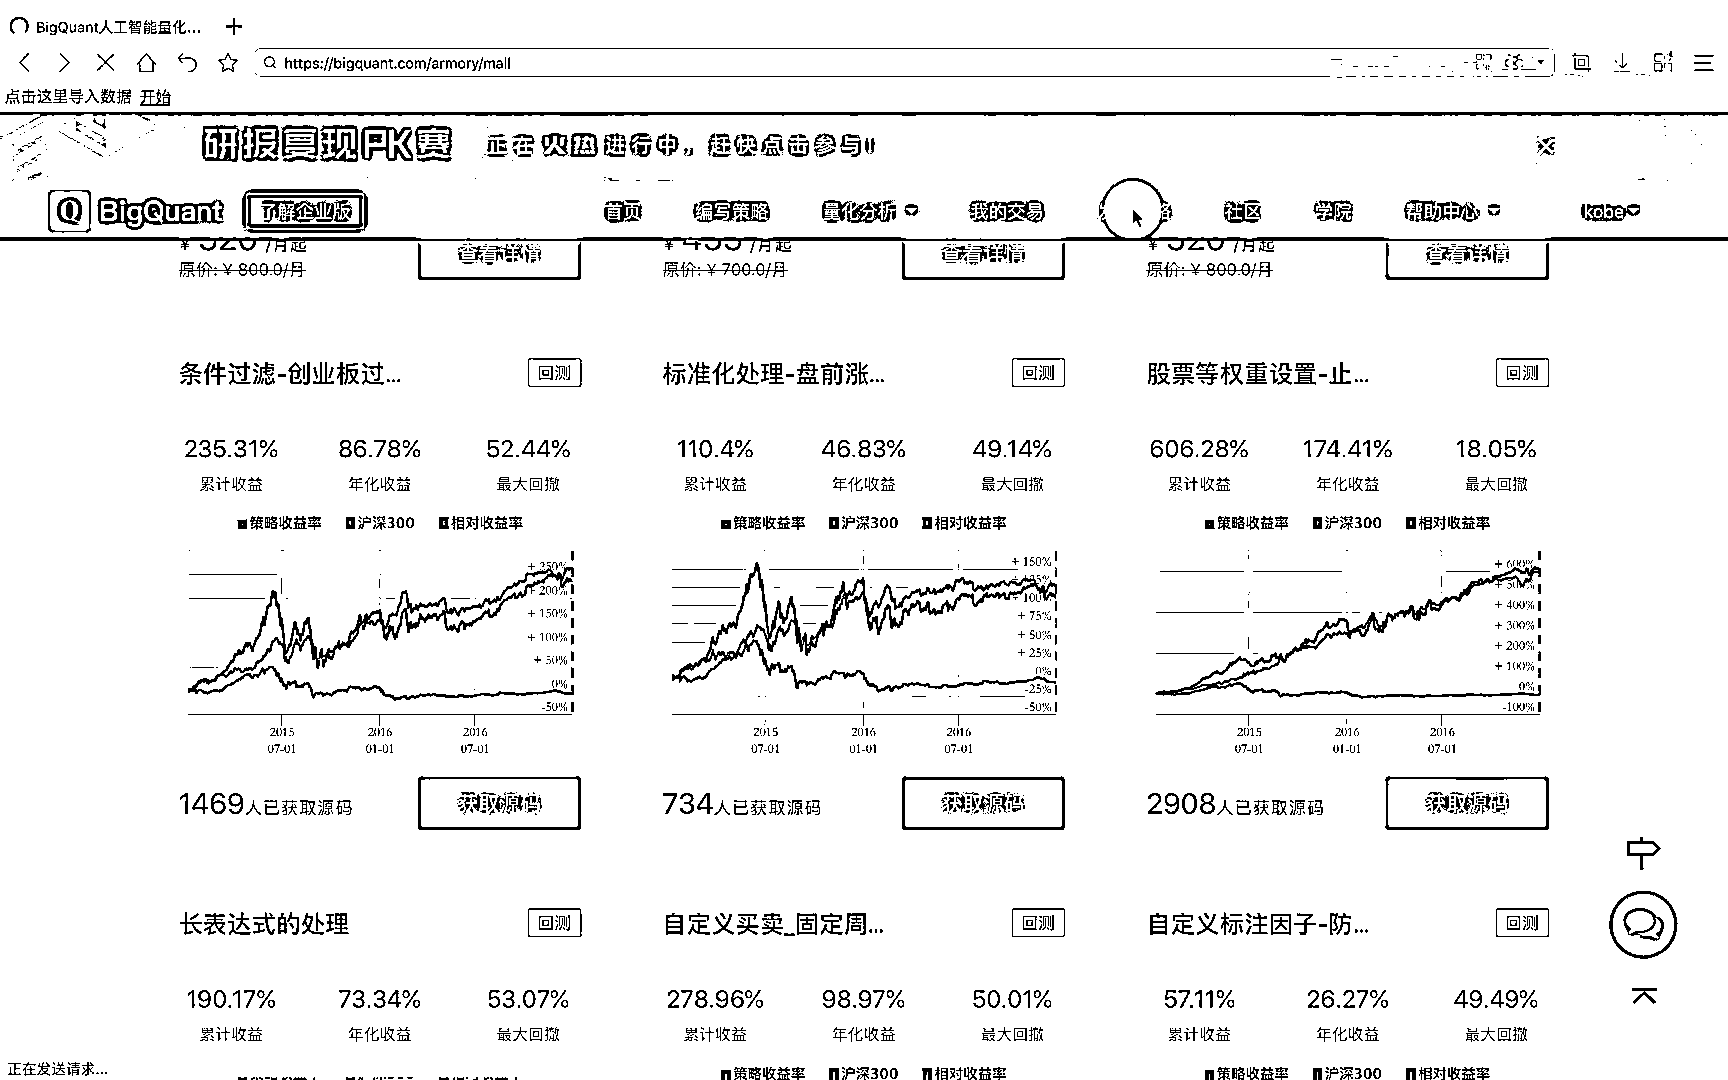 BigQuant人工智能量化...
https://bigquant.com/armory/mall
点击这里导入数据 开始
研报复现PK赛 正在火热进行中，赶快点击参与！
BigQuant 了解企业版 首页 编写策略 量化分析 我的交易 社区 学院 帮助中心 kobe
¥ 520 /月起 查看详情 ¥ 455 /月起 查看详情 ¥ 520 /月起 查看详情
原价: ¥ 800.0/月 原价: ¥ 700.0/月 原价: ¥ 800.0/月
条件过滤-创业板过... 回测 标准化处理-盘前涨... 回测 股票等权重设置-止... 回测
235.31% 86.78% 52.44% 110.4% 46.83% 49.14% 606.28% 174.41% 18.05%
累计收益 年化收益 最大回撤 累计收益 年化收益 最大回撤 累计收益 年化收益 最大回撤
策略收益率 沪深300 相对收益率 策略收益率 沪深300 相对收益率 策略收益率 沪深300 相对收益率
+ 250%
+ 200%
+ 150%
+ 100%
+ 50%
0%
-50%
2015 07-01
2016 01-01
2016 07-01
+ 150%
+ 125%
+ 100%
+ 75%
+ 50%
+ 25%
0%
-25%
-50%
2015 07-01
2016 01-01
2016 07-01
+ 600%
+ 500%
+ 400%
+ 300%
+ 200%
+ 100%
0%
-100%
2015 07-01
2016 01-01
2016 07-01
1469人已获取源码 获取源码 734人已获取源码 获取源码 2908人已获取源码 获取源码
长表达式的处理 回测 自定义买卖_固定周... 回测 自定义标注因子-防... 回测
190.17% 73.34% 53.07% 278.96% 98.97% 50.01% 57.11% 26.27% 49.49%
累计收益 年化收益 最大回撤 累计收益 年化收益 最大回撤 累计收益 年化收益 最大回撤
策略收益率 沪深300 相对收益率 策略收益率 沪深300 相对收益率
正在发送请求...